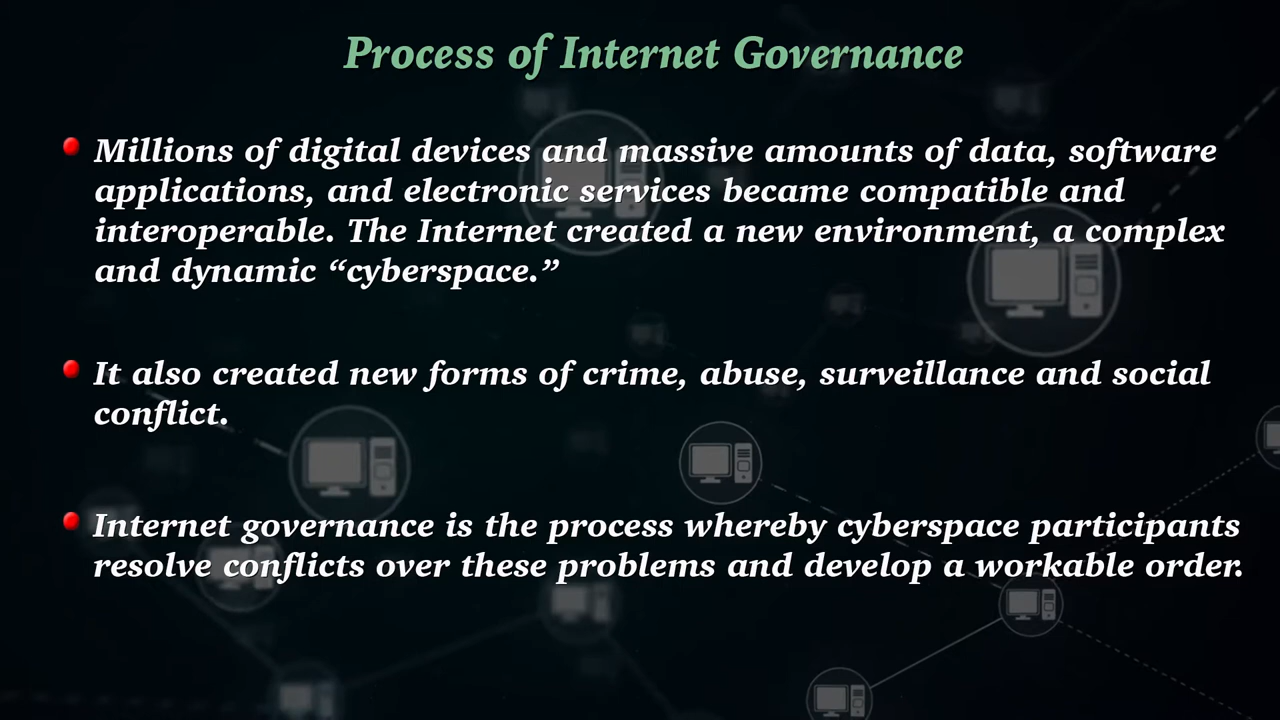 Process of Internet Governance
Millions of digital devices and massive amounts of data, software
applications, and electronic services became compatible and
interoperable. The Internet created a new environment, a complex
and dynamic “cyberspace.”
It also created new forms of crime, abuse, surveillance and social
conflict.
Internet governance is the process whereby cyberspace participants
resolve conflicts over these problems and develop a workable order.